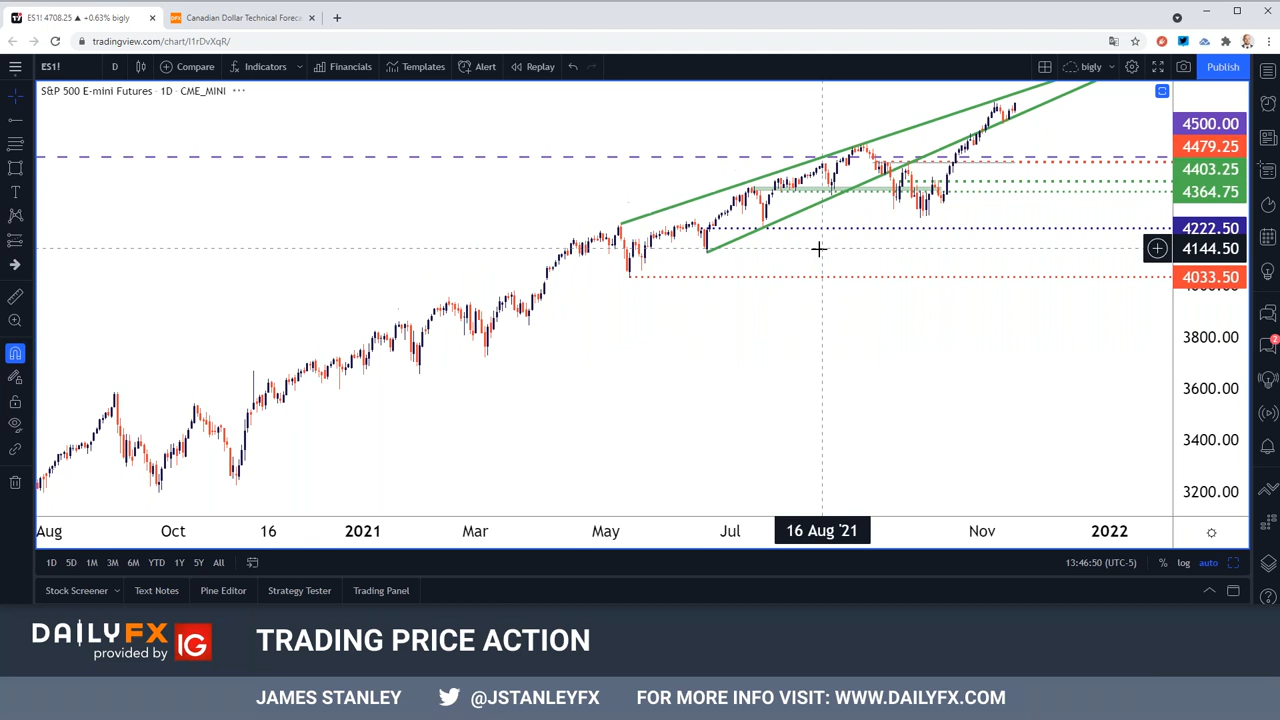 ES1! 4708.25 ▲ +0.63% bigly
Canadian Dollar Technical Foreca
tradingview.com/chart/l1rDvXqR/
ES1! D Compare Indicators Financials Templates Alert Replay bigly Publish
S&P 500 E-mini Futures · 1D · CME_MINI
4500.00
4479.25
4403.25
4364.75
4222.50
4144.50
4033.50
3800.00
3600.00
3400.00
3200.00
Aug Oct 16 2021 Mar May Jul 16 Aug '21 Nov 2022
1D 5D 1M 3M 6M YTD 1Y 5Y All 13:46:50 (UTC-5) % log auto
Stock Screener Text Notes Pine Editor Strategy Tester Trading Panel
2
DAILYFX
provided by IG
TRADING PRICE ACTION
JAMES STANLEY @JSTANLEYFX FOR MORE INFO VISIT: WWW.DAILYFX.COM